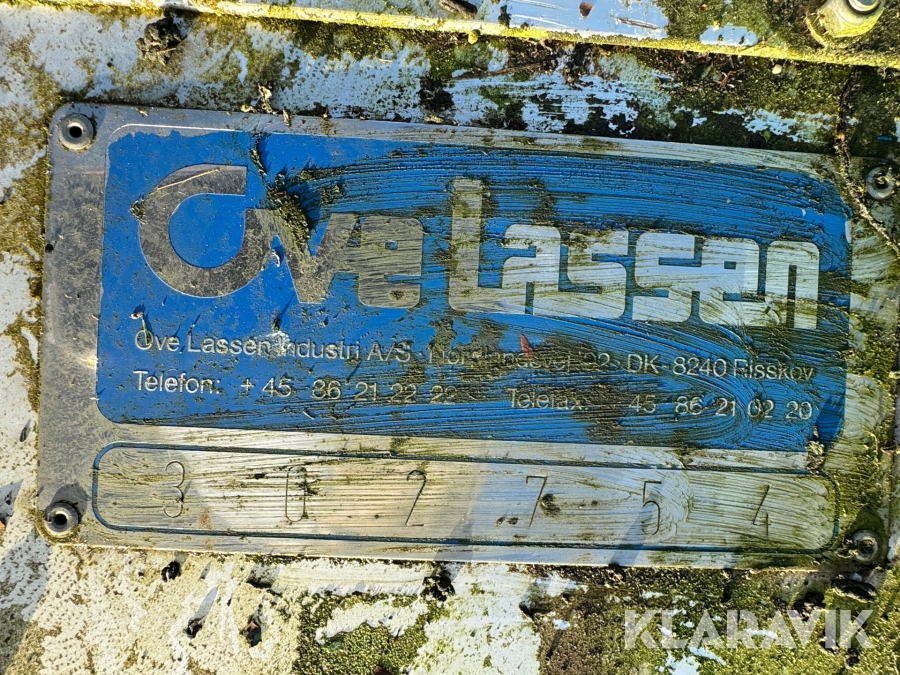 Ove Lassen
Ove Lassen Industri A/S DK-8240 Risskov
Telefon: +45 86 21 22 22 Telefax: 45 86 21 02 20
3 2 7 5 4
KLARAVIK